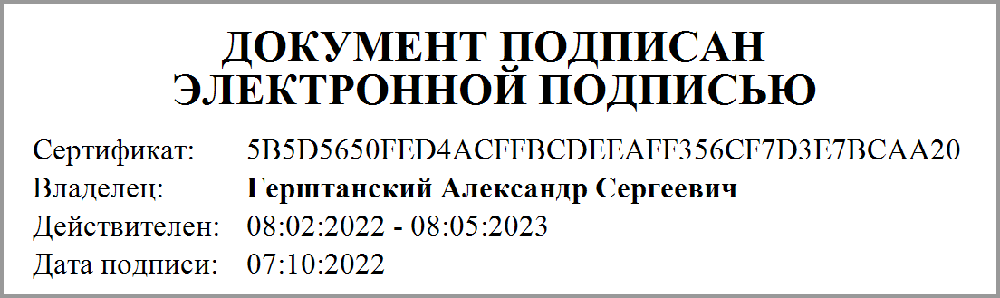 ДОКУМЕНТ ПОДПИСАН
ЭЛЕКТРОННОЙ ПОДПИСЬЮ
Сертификат: 5B5D5650FED4ACFFBCDEEAFF356CF7D3E7BCAA20
Владелец: Герштанский Александр Сергеевич
Действителен: 08:02:2022 - 08:05:2023
Дата подписи: 07:10:2022